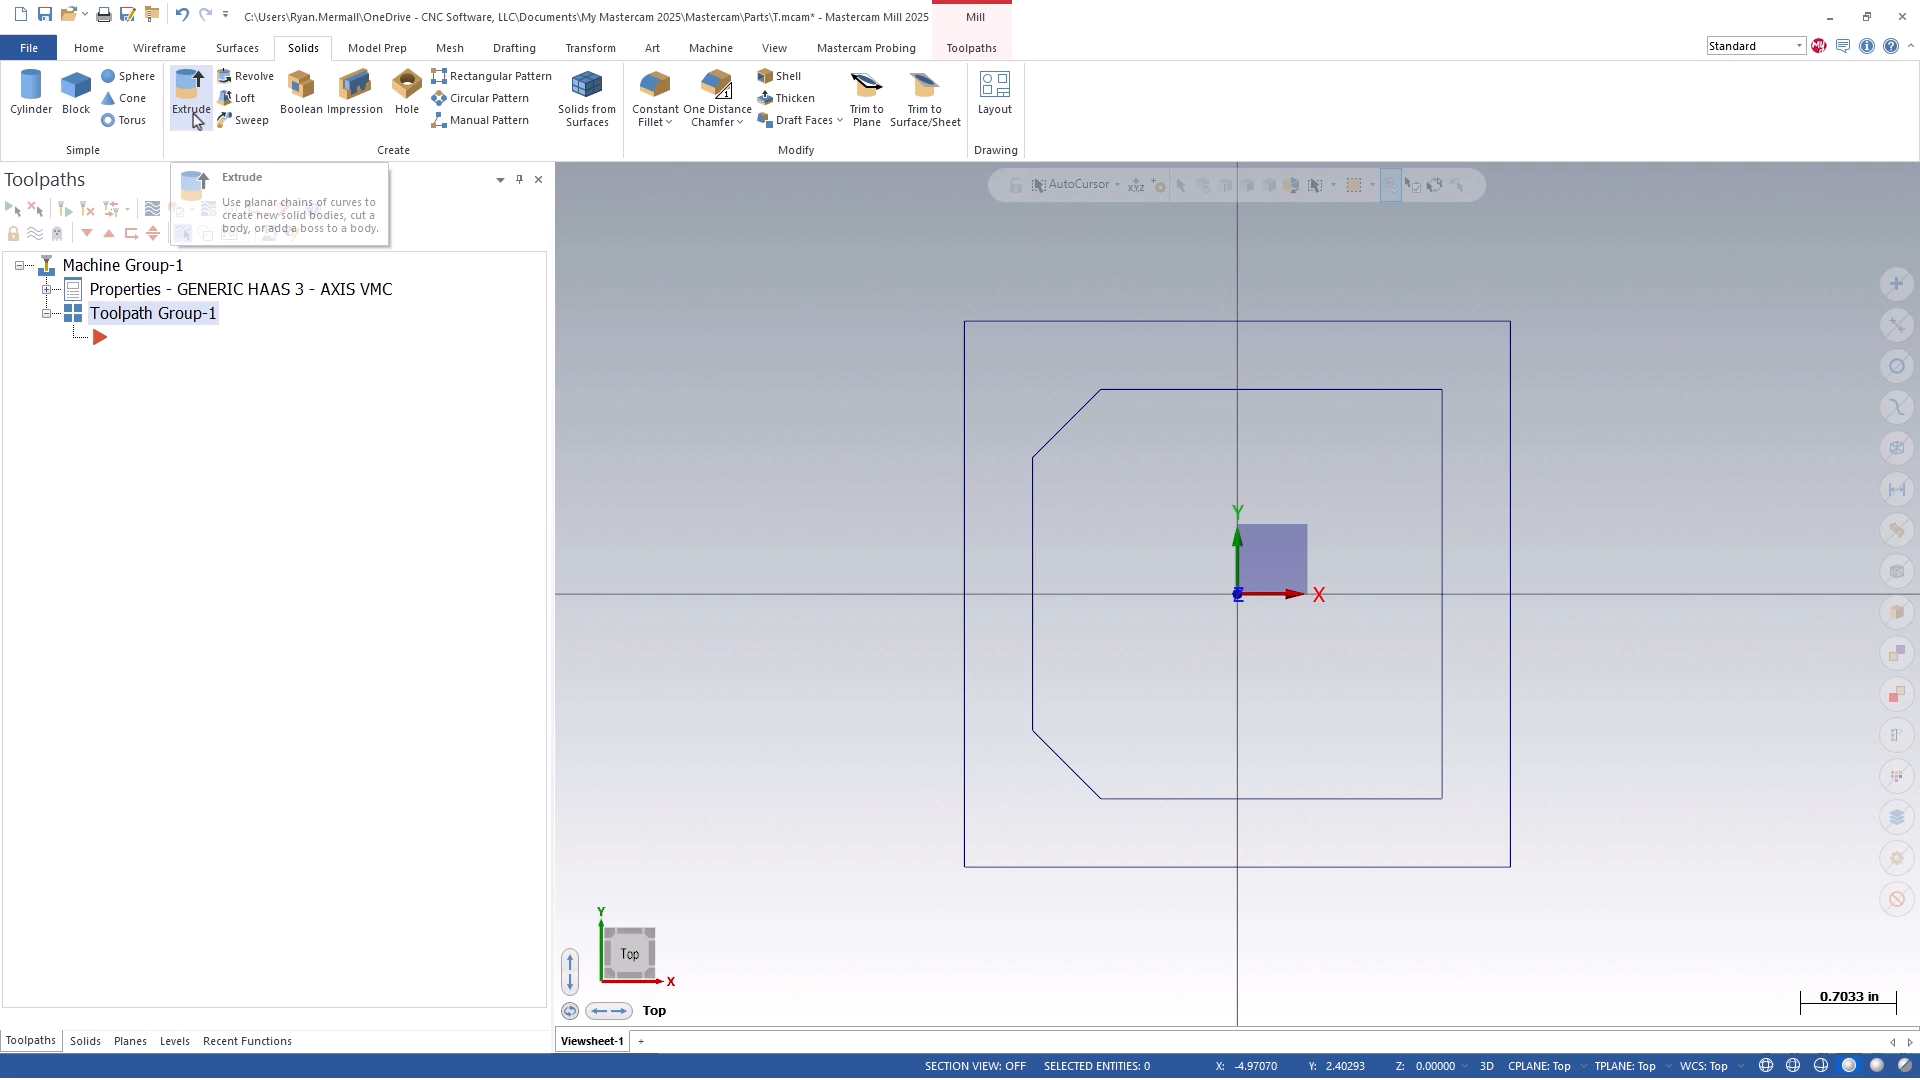 C:\Users\Ryan.Mermall\OneDrive - CNC Software, LLC\Documents\My Mastercam 2025\Mastercam\Parts\T.mcam* - Mastercam Mill 2025
Mill
File Home Wireframe Surfaces Solids Model Prep Mesh Drafting Transform Art Machine View Mastercam Probing Toolpaths
Standard
Cylinder Block Sphere Cone Torus
Simple
Extrude Revolve Loft Sweep Boolean Impression Hole Rectangular Pattern Circular Pattern Manual Pattern Solids from Surfaces
Create
Constant Fillet One Distance Chamfer Shell Thicken Draft Faces Trim to Plane Trim to Surface/Sheet
Modify
Layout
Drawing
Toolpaths
Extrude
Use planar chains of curves to
create new solid bodies, cut a
body, or add a boss to a body.
AutoCursor
Machine Group-1
Properties - GENERIC HAAS 3 - AXIS VMC
Toolpath Group-1
Y
Z
X
Y
Top
X
Top
0.7033 in
Toolpaths Solids Planes Levels Recent Functions
Viewsheet-1 +
SECTION VIEW: OFF SELECTED ENTITIES: 0 X: -4.97070 Y: 2.40293 Z: 0.00000 3D CPLANE: Top TPLANE: Top WCS: Top